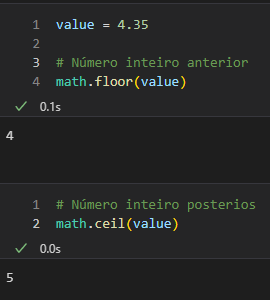 1 value = 4.35
2
3 # Número inteiro anterior
4 math.floor(value)
✓ 0.1s
4
1 # Número inteiro posterios
2 math.ceil(value)
✓ 0.0s
5